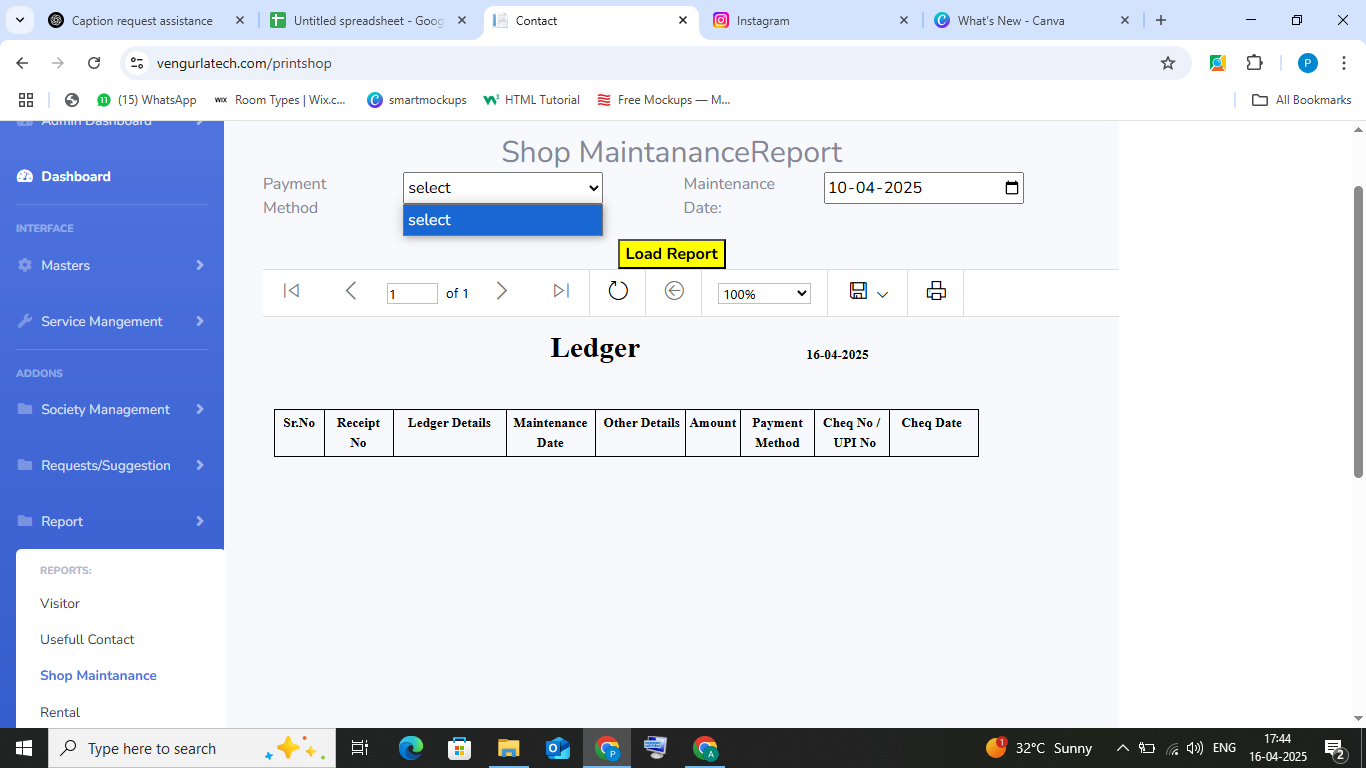 Caption request assistance
Untitled spreadsheet - Goog
Contact
Instagram
What's New - Canva
vengurlatech.com/printshop
P
11
(15) WhatsApp
WIX
Room Types | Wix.c...
smartmockups
HTML Tutorial
Free Mockups — M...
All Bookmarks
Admin Dashboard
Dashboard
INTERFACE
Masters
Service Mangement
ADDONS
Society Management
Requests/Suggestion
Report
REPORTS:
Visitor
Usefull Contact
Shop Maintanance
Rental
Shop MaintananceReport
Payment
Method
select
select
Maintenance
Date:
10-04-2025
Load Report
1 of 1
100%
Ledger
16-04-2025
Sr.No
Receipt
No
Ledger Details
Maintenance
Date
Other Details
Amount
Payment
Method
Cheq No /
UPI No
Cheq Date
Type here to search
P
A
1
32°C Sunny
ENG
17:44
16-04-2025
2